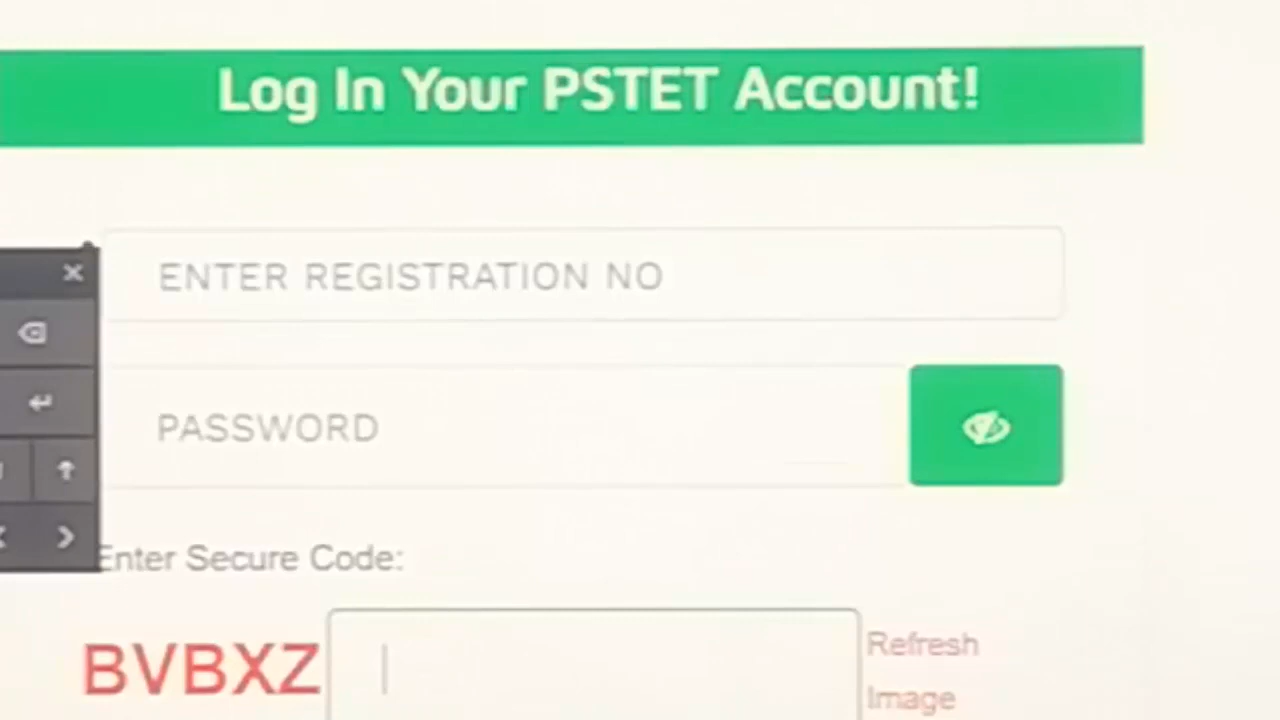 Log In Your PSTET Account!
ENTER REGISTRATION NO
PASSWORD
Enter Secure Code:
BVBXZ
Refresh
Image